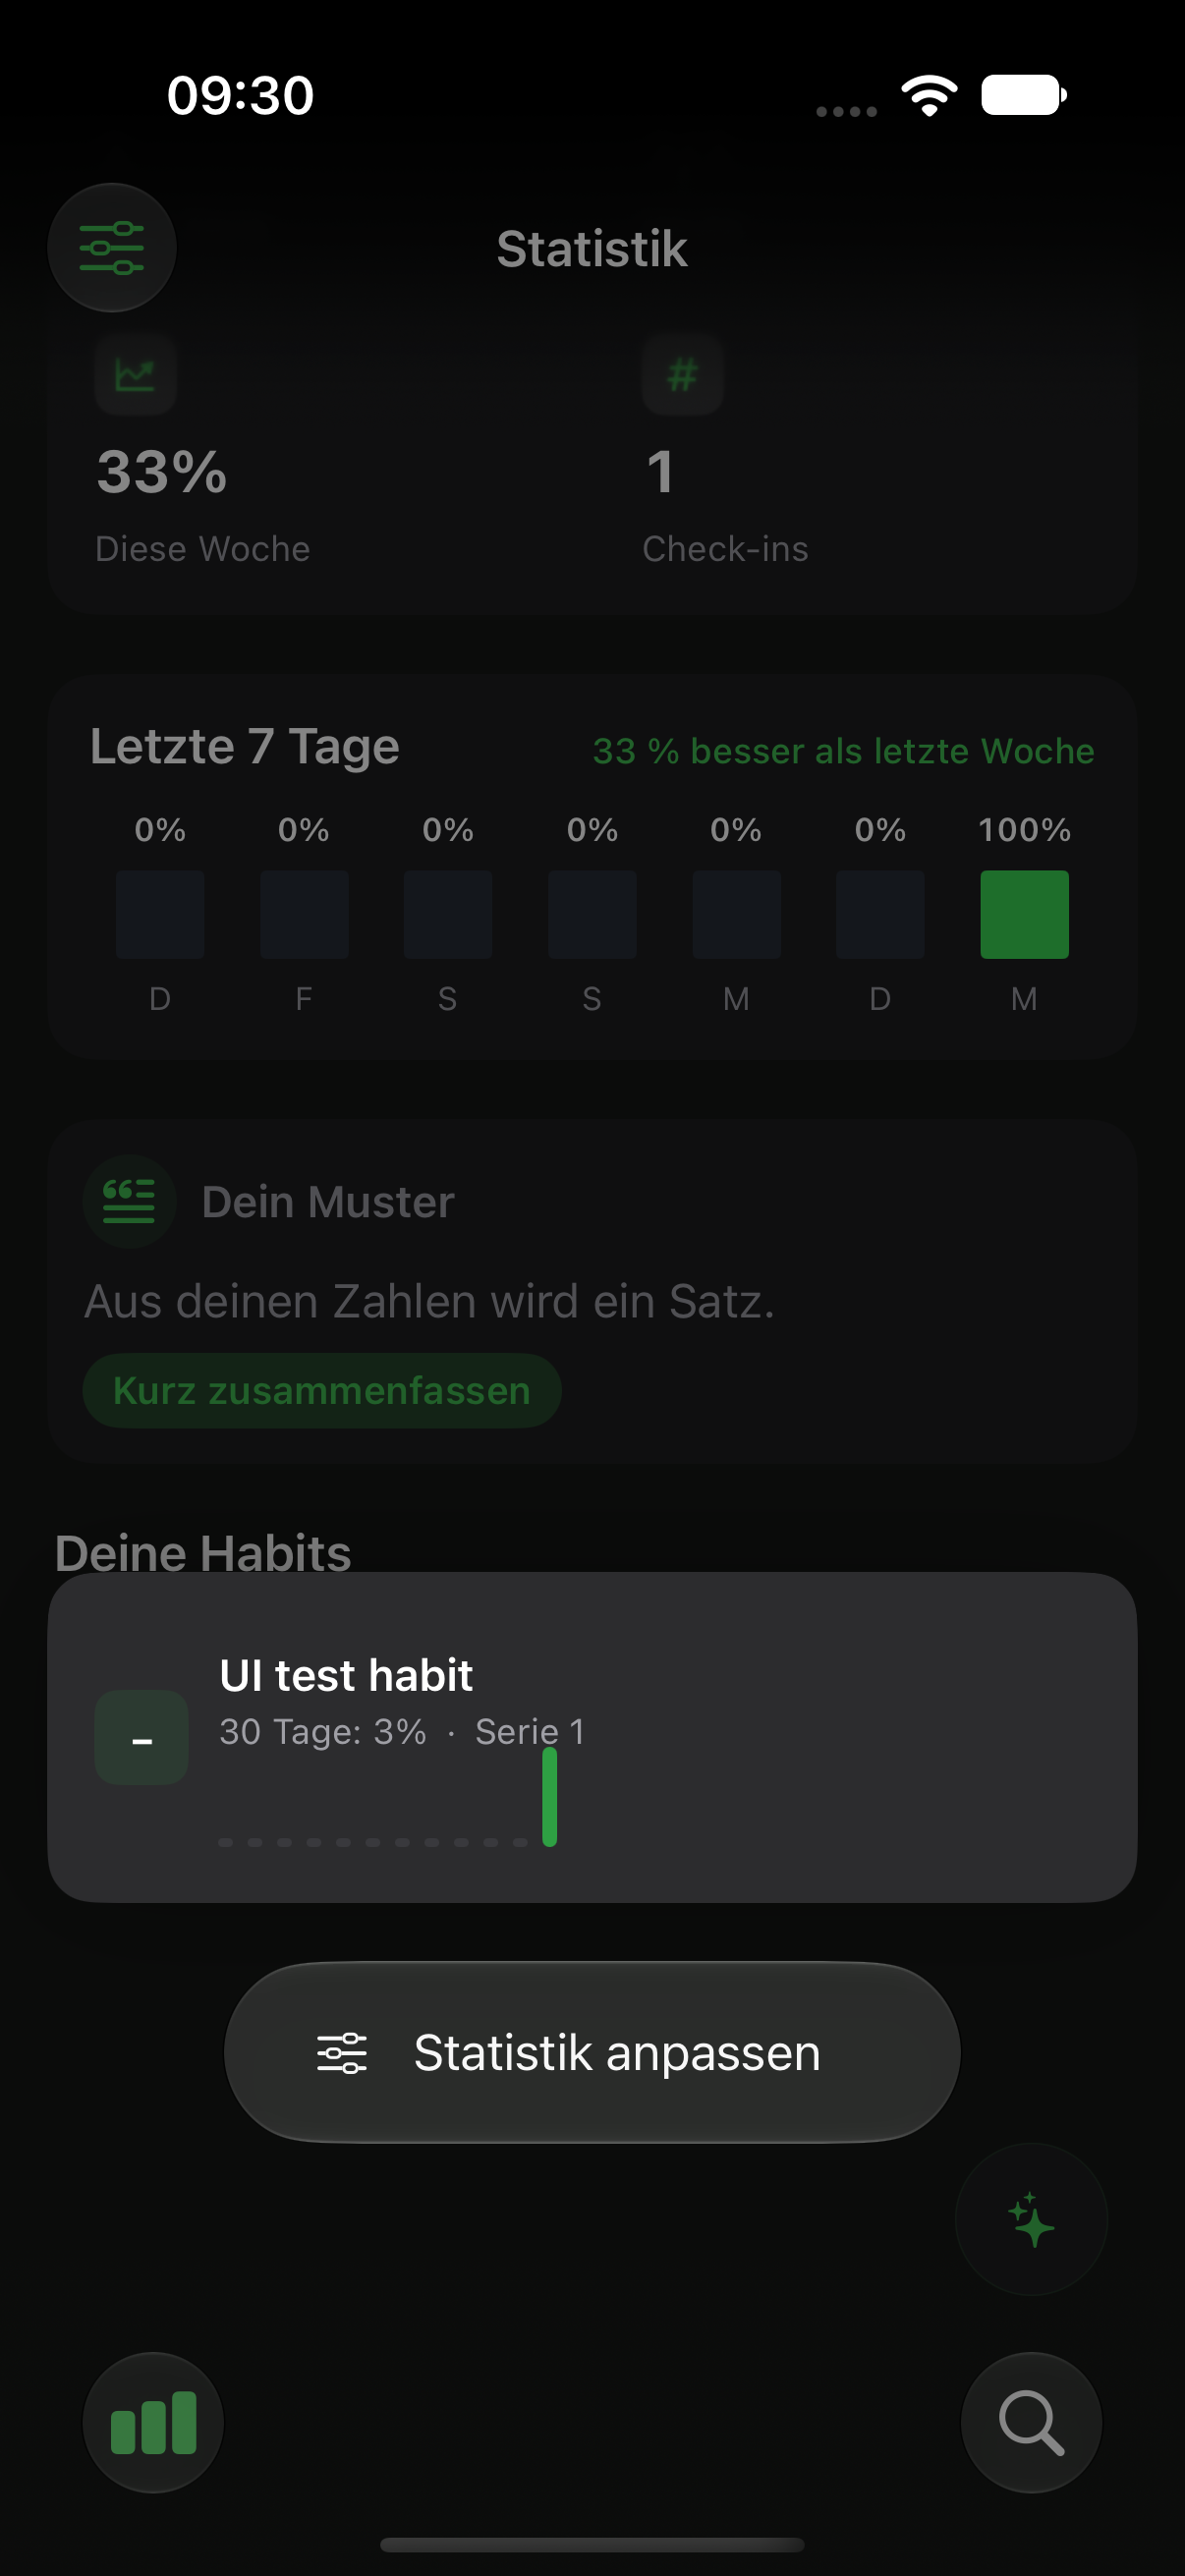 09:30
Statistik
33%
1
Diese Woche
Check-ins
Letzte 7 Tage
33 % besser als letzte Woche
0% 0% 0% 0% 0% 0% 100%
D F S S M D M
Dein Muster
Aus deinen Zahlen wird ein Satz.
Kurz zusammenfassen
Deine Habits
UI test habit
30 Tage: 3% · Serie 1
Statistik anpassen